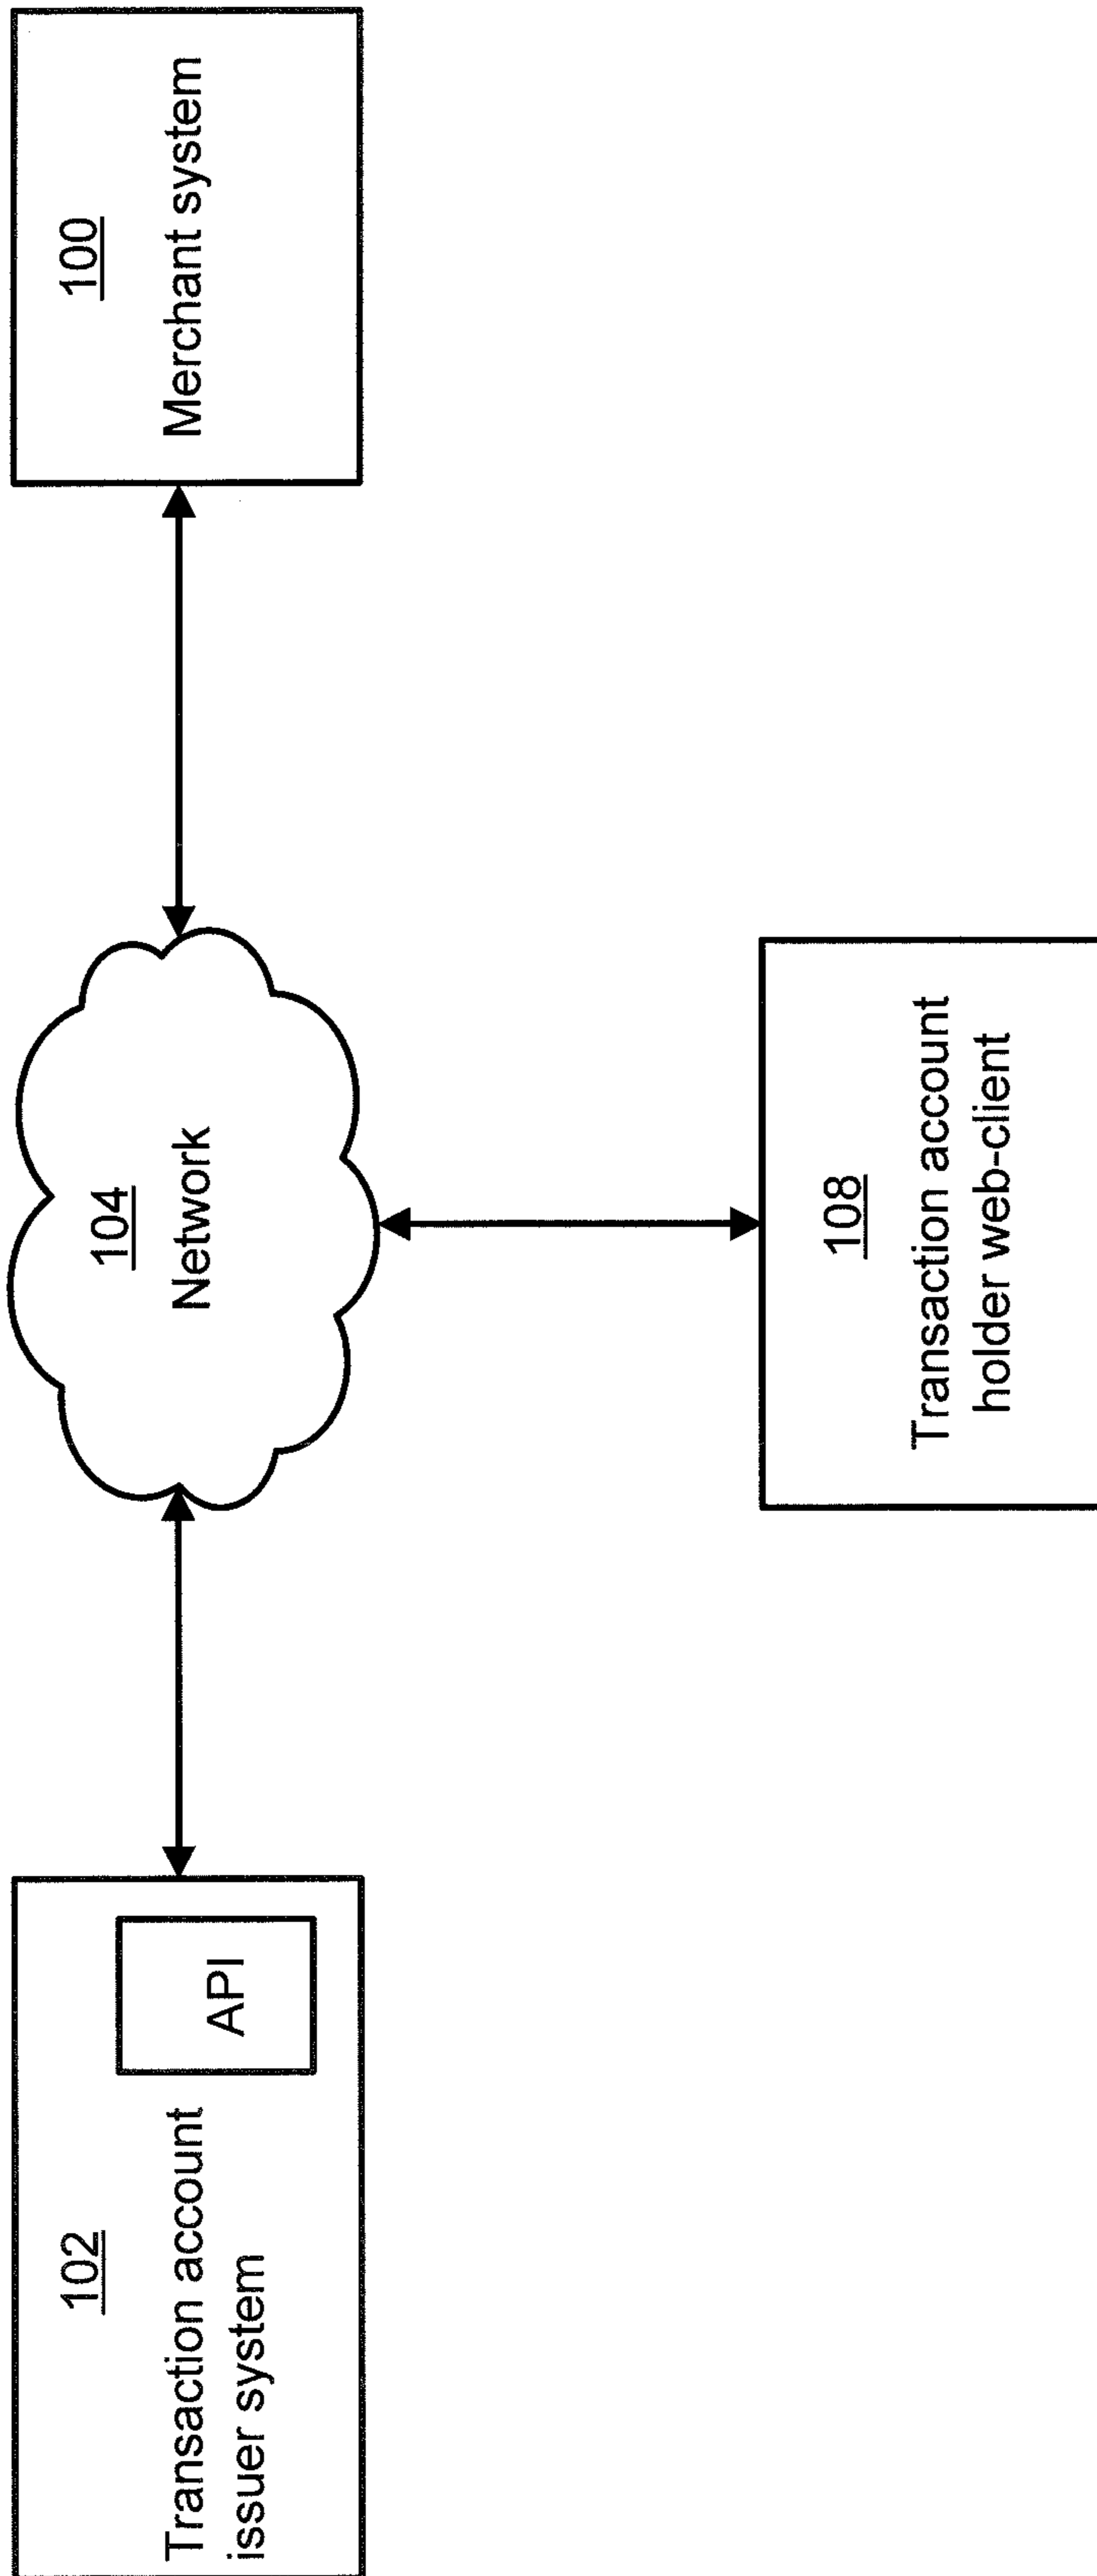 102
Transaction account
issuer system
API
104
Network
100
Merchant system
108
Transaction account
holder web-client